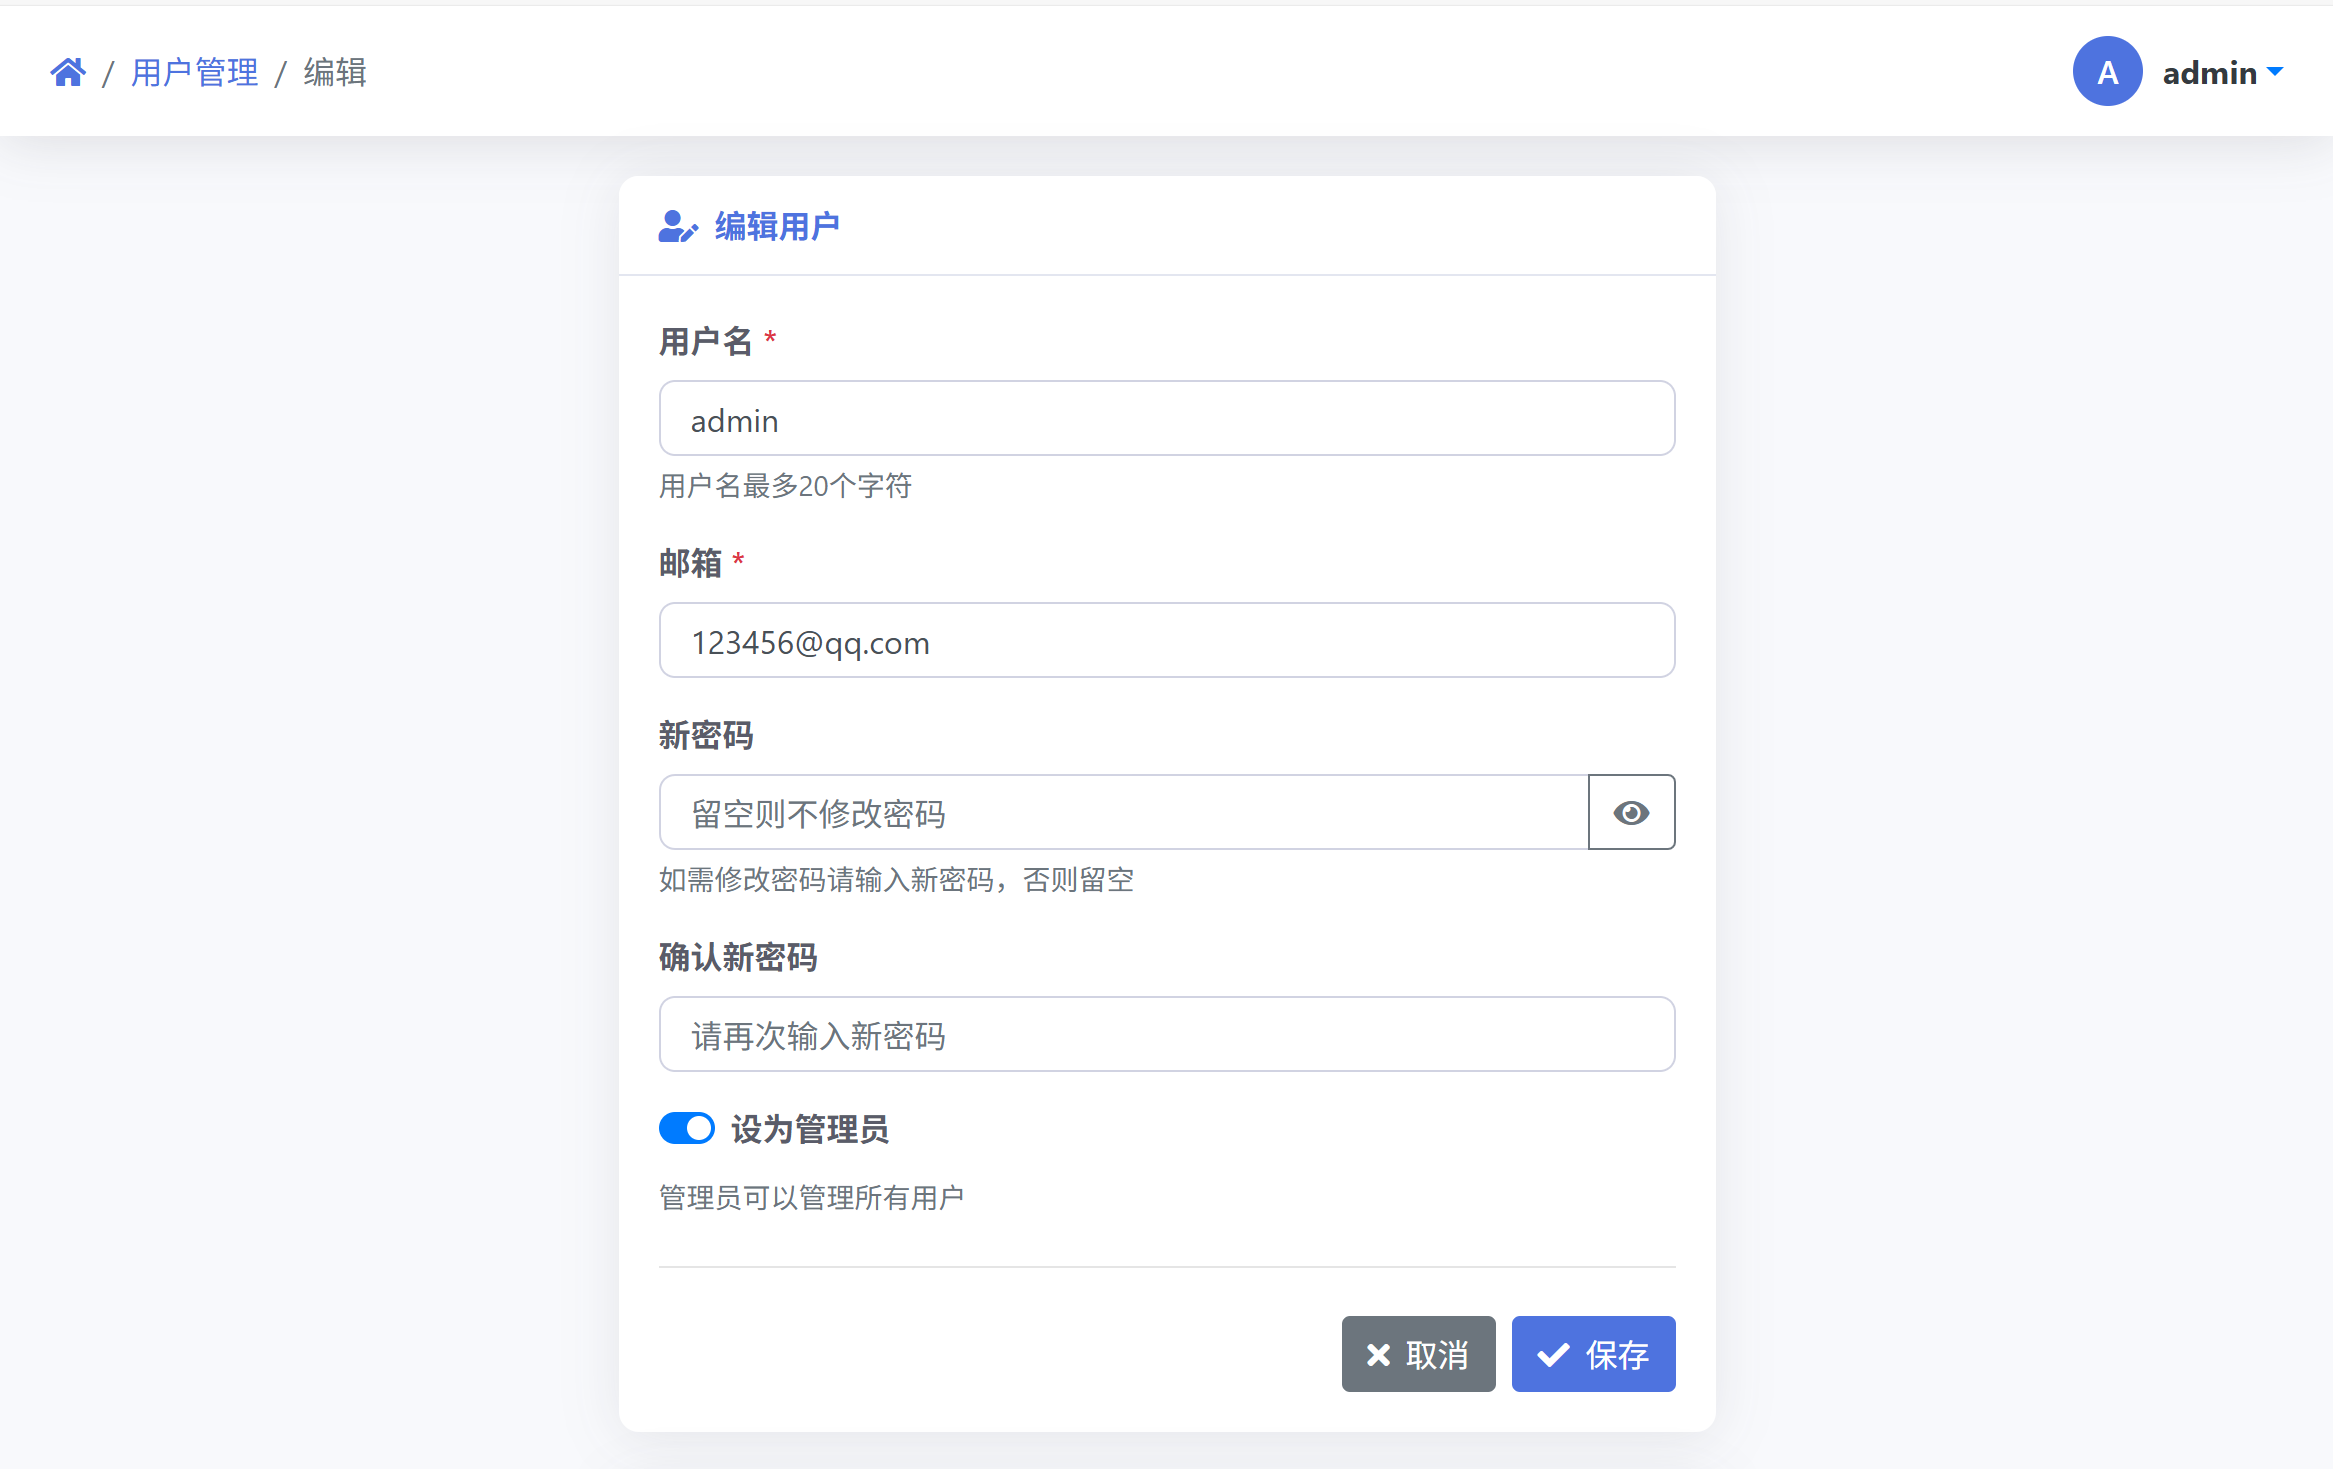 / 用户管理 / 编辑
A admin
编辑用户
用户名 *
admin
用户名最多20个字符
邮箱 *
123456@qq.com
新密码
留空则不修改密码
如需修改密码请输入新密码，否则留空
确认新密码
请再次输入新密码
设为管理员
管理员可以管理所有用户
取消 保存